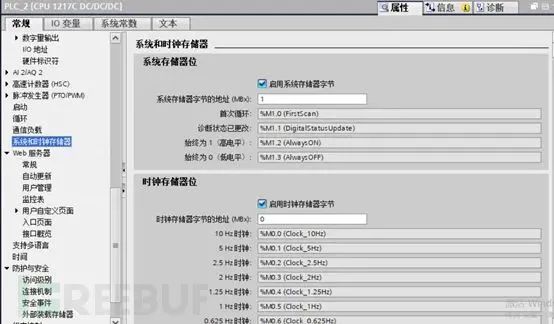 PLC_2 [CPU 1217C DC/DC/DC]
属性
信息
诊断
常规
IO 变量
系统常数
文本
数字量输出
I/O 地址
硬件标识符
AI 2/AQ 2
高速计数器 (HSC)
脉冲发生器 (PTO/PWM)
启动
循环
通信负载
系统和时钟存储器
Web 服务器
常规
自动更新
用户管理
监控表
用户自定义页面
入口页面
接口概览
支持多语言
时间
防护与安全
访问级别
连接机制
安全事件
外部装载存储器
系统和时钟存储器
系统存储器位
启用系统存储器字节
系统存储器字节的地址 (MBx): 1
首次循环: %M1.0 (FirstScan)
诊断状态已更改: %M1.1 (DigitalStatusUpdate)
始终为 1（高电平）: %M1.2 (AlwaysON)
始终为 0（低电平）: %M1.3 (AlwaysOFF)
时钟存储器位
启用时钟存储器字节
时钟存储器字节的地址 (MBx): 0
10 Hz 时钟: %M0.0 (Clock_10Hz)
5 Hz 时钟: %M0.1 (Clock_5Hz)
2.5 Hz 时钟: %M0.2 (Clock_2.5Hz)
2 Hz 时钟: %M0.3 (Clock_2Hz)
1.25 Hz 时钟: %M0.4 (Clock_1.25Hz)
1 Hz 时钟: %M0.5 (Clock_1Hz)
0.625 Hz 时钟: %M0.6 (Clock_0.625Hz)
REEBUF
激活 Wind